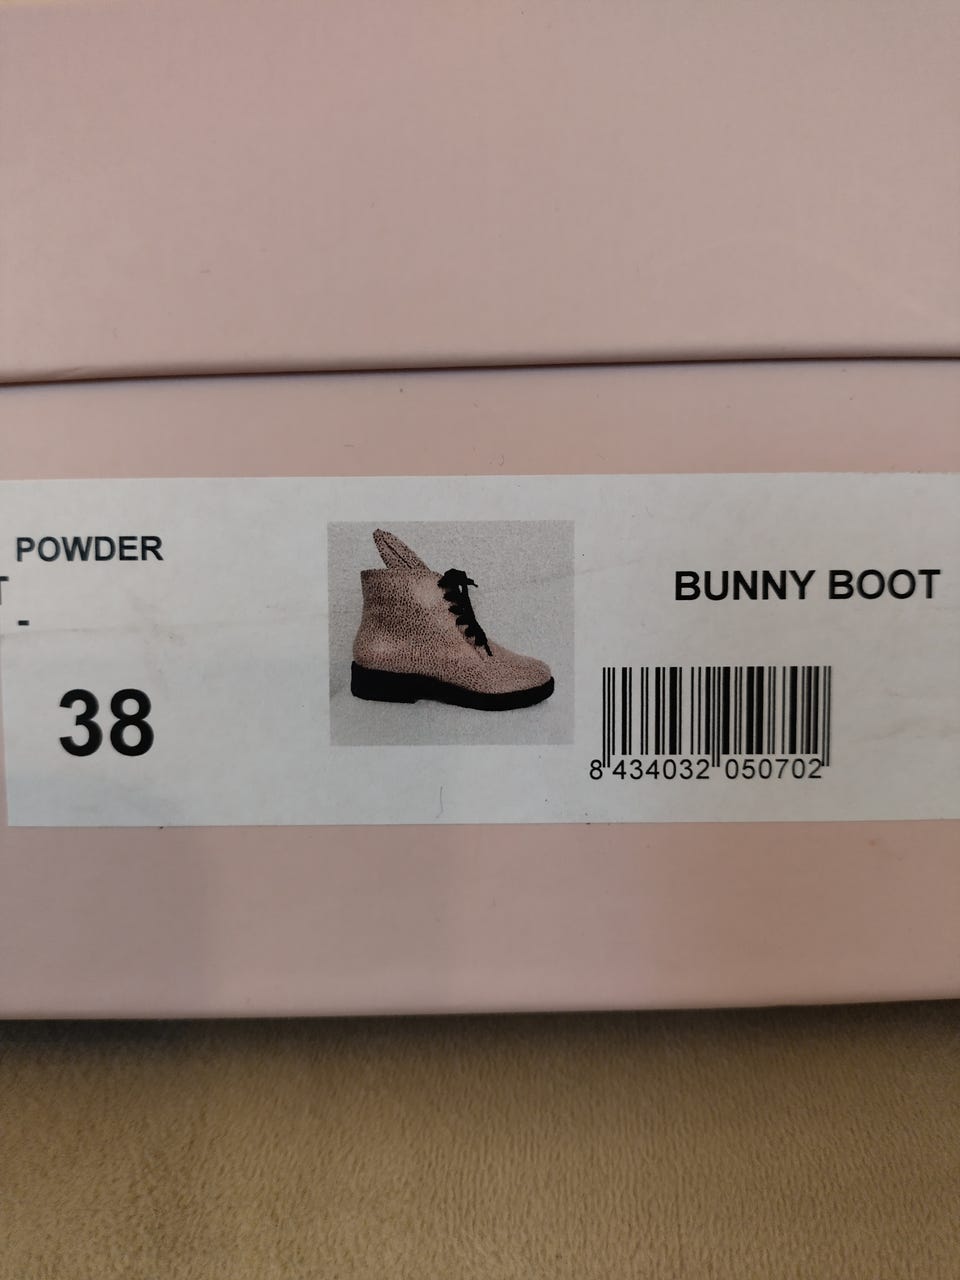 POWDER
T
-
38
BUNNY BOOT
8 434032 050702